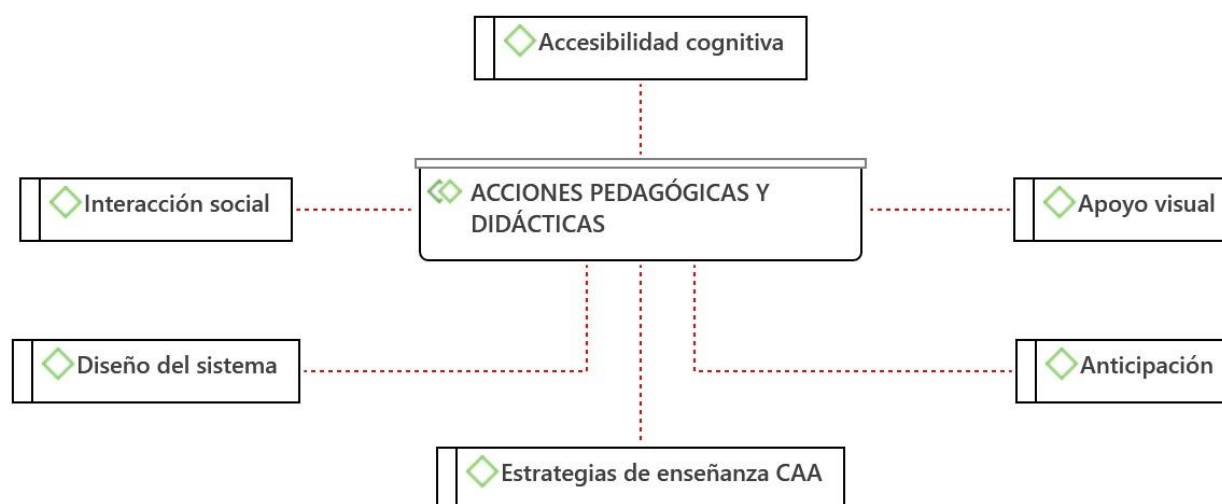 Accesibilidad cognitiva
ACCIONES PEDAGÓGICAS Y
DIDÁCTICAS
Interacción social
Apoyo visual
Diseño del sistema
Anticipación
Estrategias de enseñanza CAA